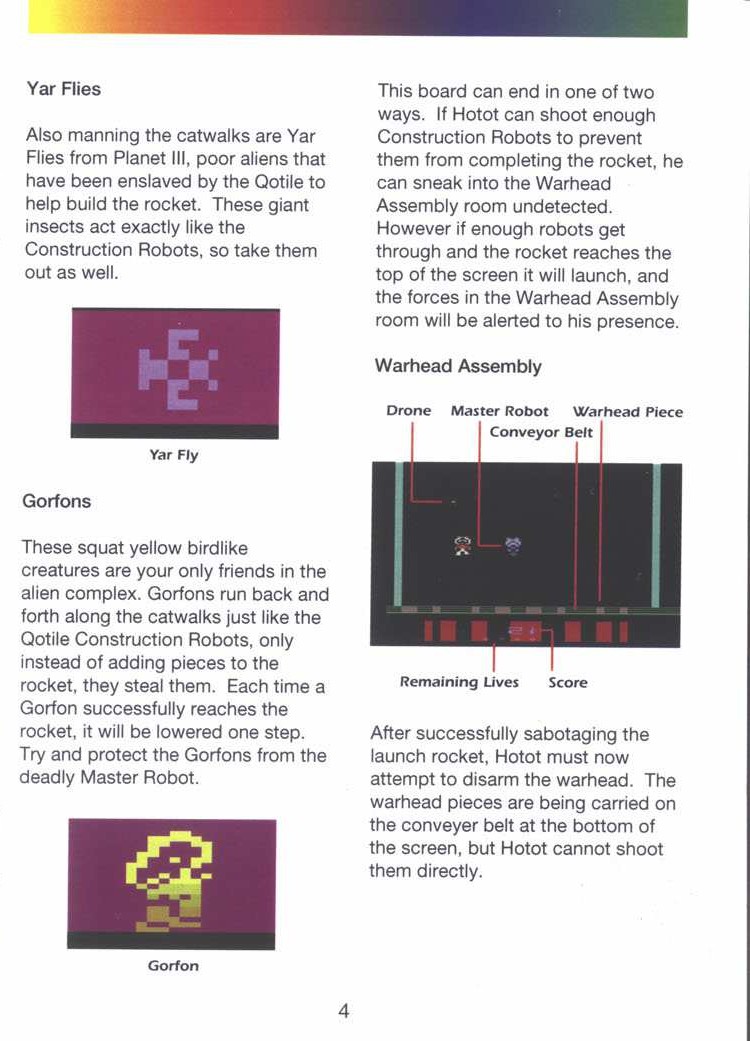 Yar Flies
Also manning the catwalks are Yar
Flies from Planet III, poor aliens that
have been enslaved by the Qotile to
help build the rocket.  These giant
insects act exactly like the
Construction Robots, so take them
out as well.
Yar Fly
Gorfons
These squat yellow birdlike
creatures are your only friends in the
alien complex. Gorfons run back and
forth along the catwalks just like the
Qotile Construction Robots, only
instead of adding pieces to the
rocket, they steal them.  Each time a
Gorfon successfully reaches the
rocket, it will be lowered one step.
Try and protect the Gorfons from the
deadly Master Robot.
Gorfon
This board can end in one of two
ways.  If Hotot can shoot enough
Construction Robots to prevent
them from completing the rocket, he
can sneak into the Warhead
Assembly room undetected.
However if enough robots get
through and the rocket reaches the
top of the screen it will launch, and
the forces in the Warhead Assembly
room will be alerted to his presence.
Warhead Assembly
Drone Master Robot Warhead Piece
Conveyor Belt
Remaining Lives Score
After successfully sabotaging the
launch rocket, Hotot must now
attempt to disarm the warhead.  The
warhead pieces are being carried on
the conveyer belt at the bottom of
the screen, but Hotot cannot shoot
them directly.
4